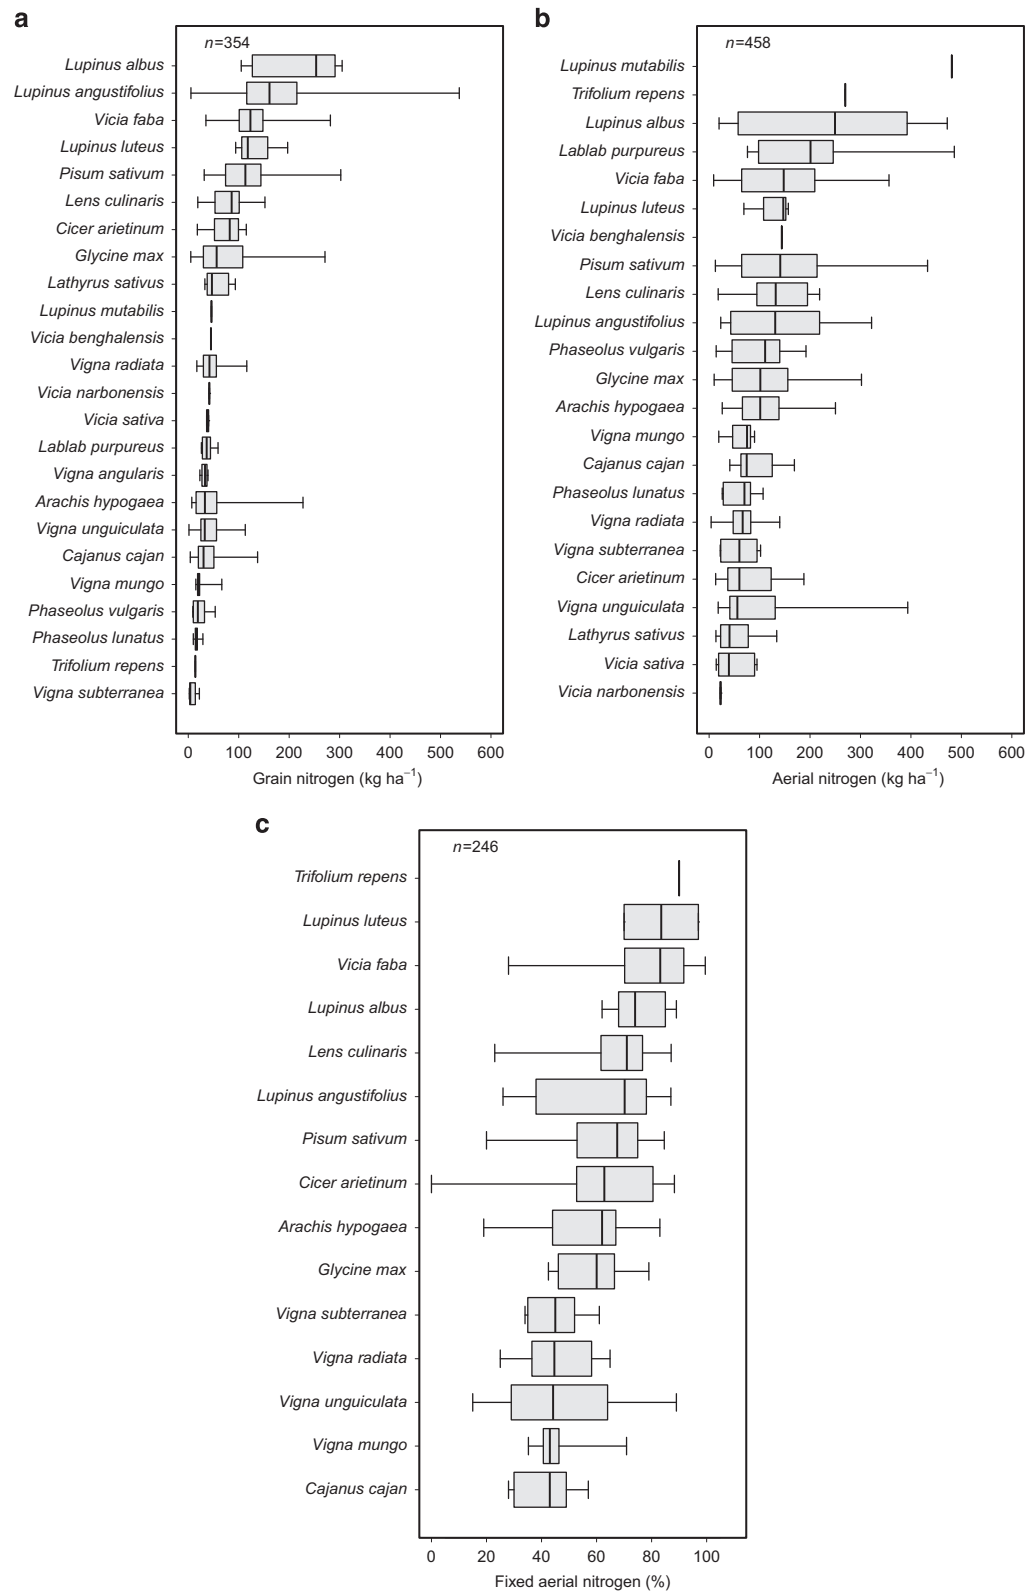 a
n=354
Lupinus albus
Lupinus angustifolius
Vicia faba
Lupinus luteus
Pisum sativum
Lens culinaris
Cicer arietinum
Glycine max
Lathyrus sativus
Lupinus mutabilis
Vicia benghalensis
Vigna radiata
Vicia narbonensis
Vicia sativa
Lablab purpureus
Vigna angularis
Arachis hypogaea
Vigna unguiculata
Cajanus cajan
Vigna mungo
Phaseolus vulgaris
Phaseolus lunatus
Trifolium repens
Vigna subterranea
0 100 200 300 400 500 600
Grain nitrogen (kg ha⁻¹)
b
n=458
Lupinus mutabilis
Trifolium repens
Lupinus albus
Lablab purpureus
Vicia faba
Lupinus luteus
Vicia benghalensis
Pisum sativum
Lens culinaris
Lupinus angustifolius
Phaseolus vulgaris
Glycine max
Arachis hypogaea
Vigna mungo
Cajanus cajan
Phaseolus lunatus
Vigna radiata
Vigna subterranea
Cicer arietinum
Vigna unguiculata
Lathyrus sativus
Vicia sativa
Vicia narbonensis
0 100 200 300 400 500 600
Aerial nitrogen (kg ha⁻¹)
c
n=246
Trifolium repens
Lupinus luteus
Vicia faba
Lupinus albus
Lens culinaris
Lupinus angustifolius
Pisum sativum
Cicer arietinum
Arachis hypogaea
Glycine max
Vigna subterranea
Vigna radiata
Vigna unguiculata
Vigna mungo
Cajanus cajan
0 20 40 60 80 100
Fixed aerial nitrogen (%)